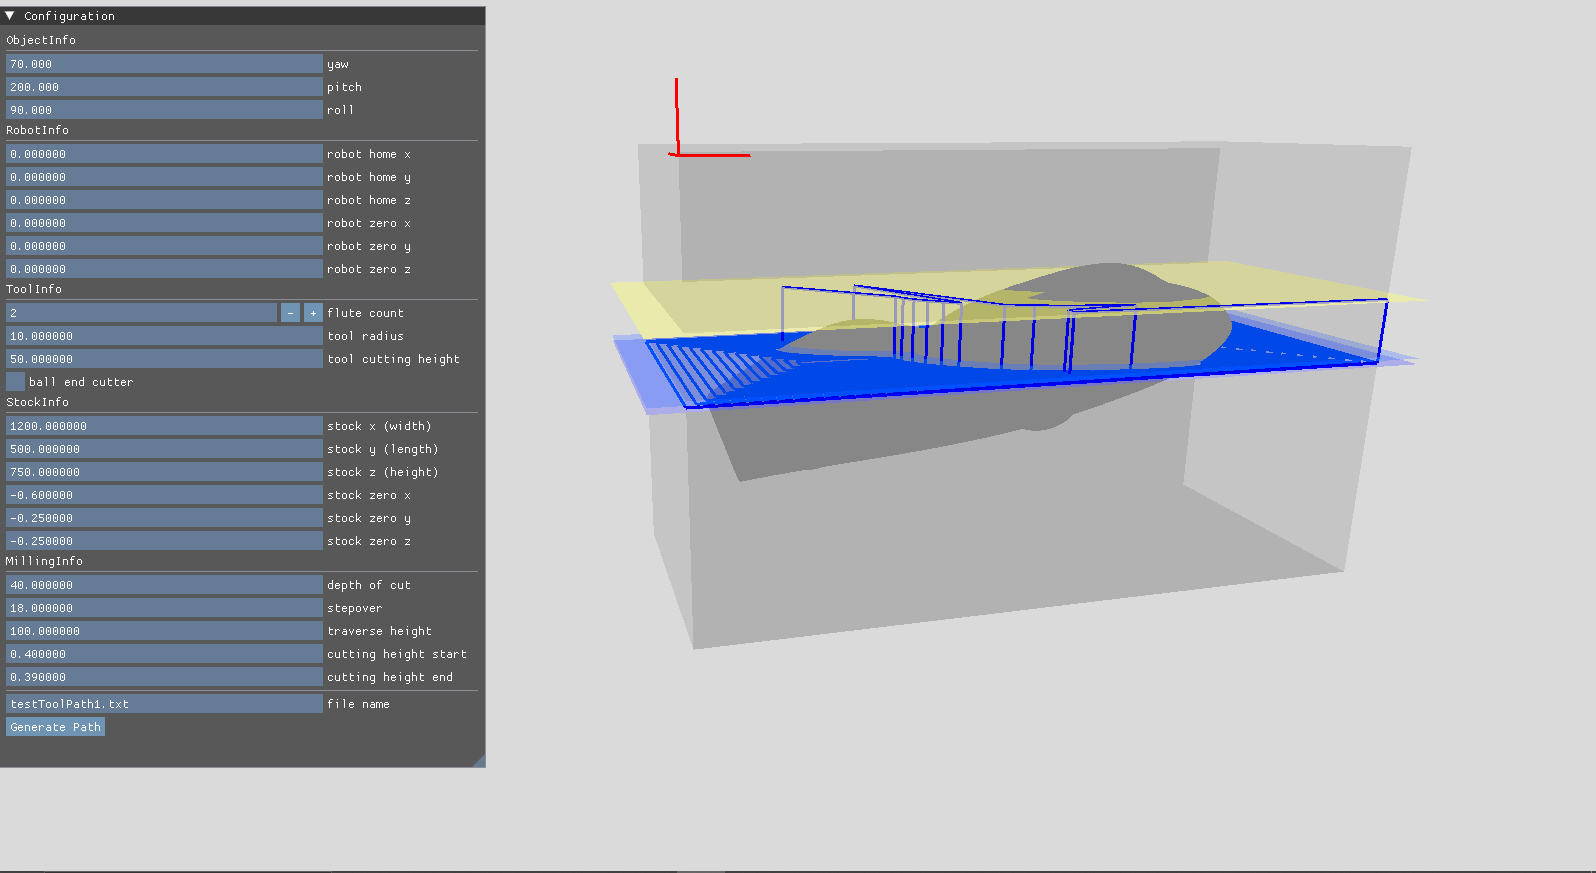 Configuration
ObjectInfo
70.000 yaw
200.000 pitch
90.000 roll
RobotInfo
0.000000 robot home x
0.000000 robot home y
0.000000 robot home z
0.000000 robot zero x
0.000000 robot zero y
0.000000 robot zero z
ToolInfo
2 - + flute count
10.000 tool radius
50.000 tool cutting height
ball end cutter
StockInfo
1200.000000 stock x (width)
500.000000 stock y (length)
750.000000 stock z (height)
-0.600000 stock zero x
-0.250000 stock zero y
-0.250000 stock zero z
MillingInfo
40.000000 depth of cut
18.000000 stepover
100.000000 traverse height
0.400000 cutting height start
0.390000 cutting height end
testToolPath1.txt file name
Generate Path